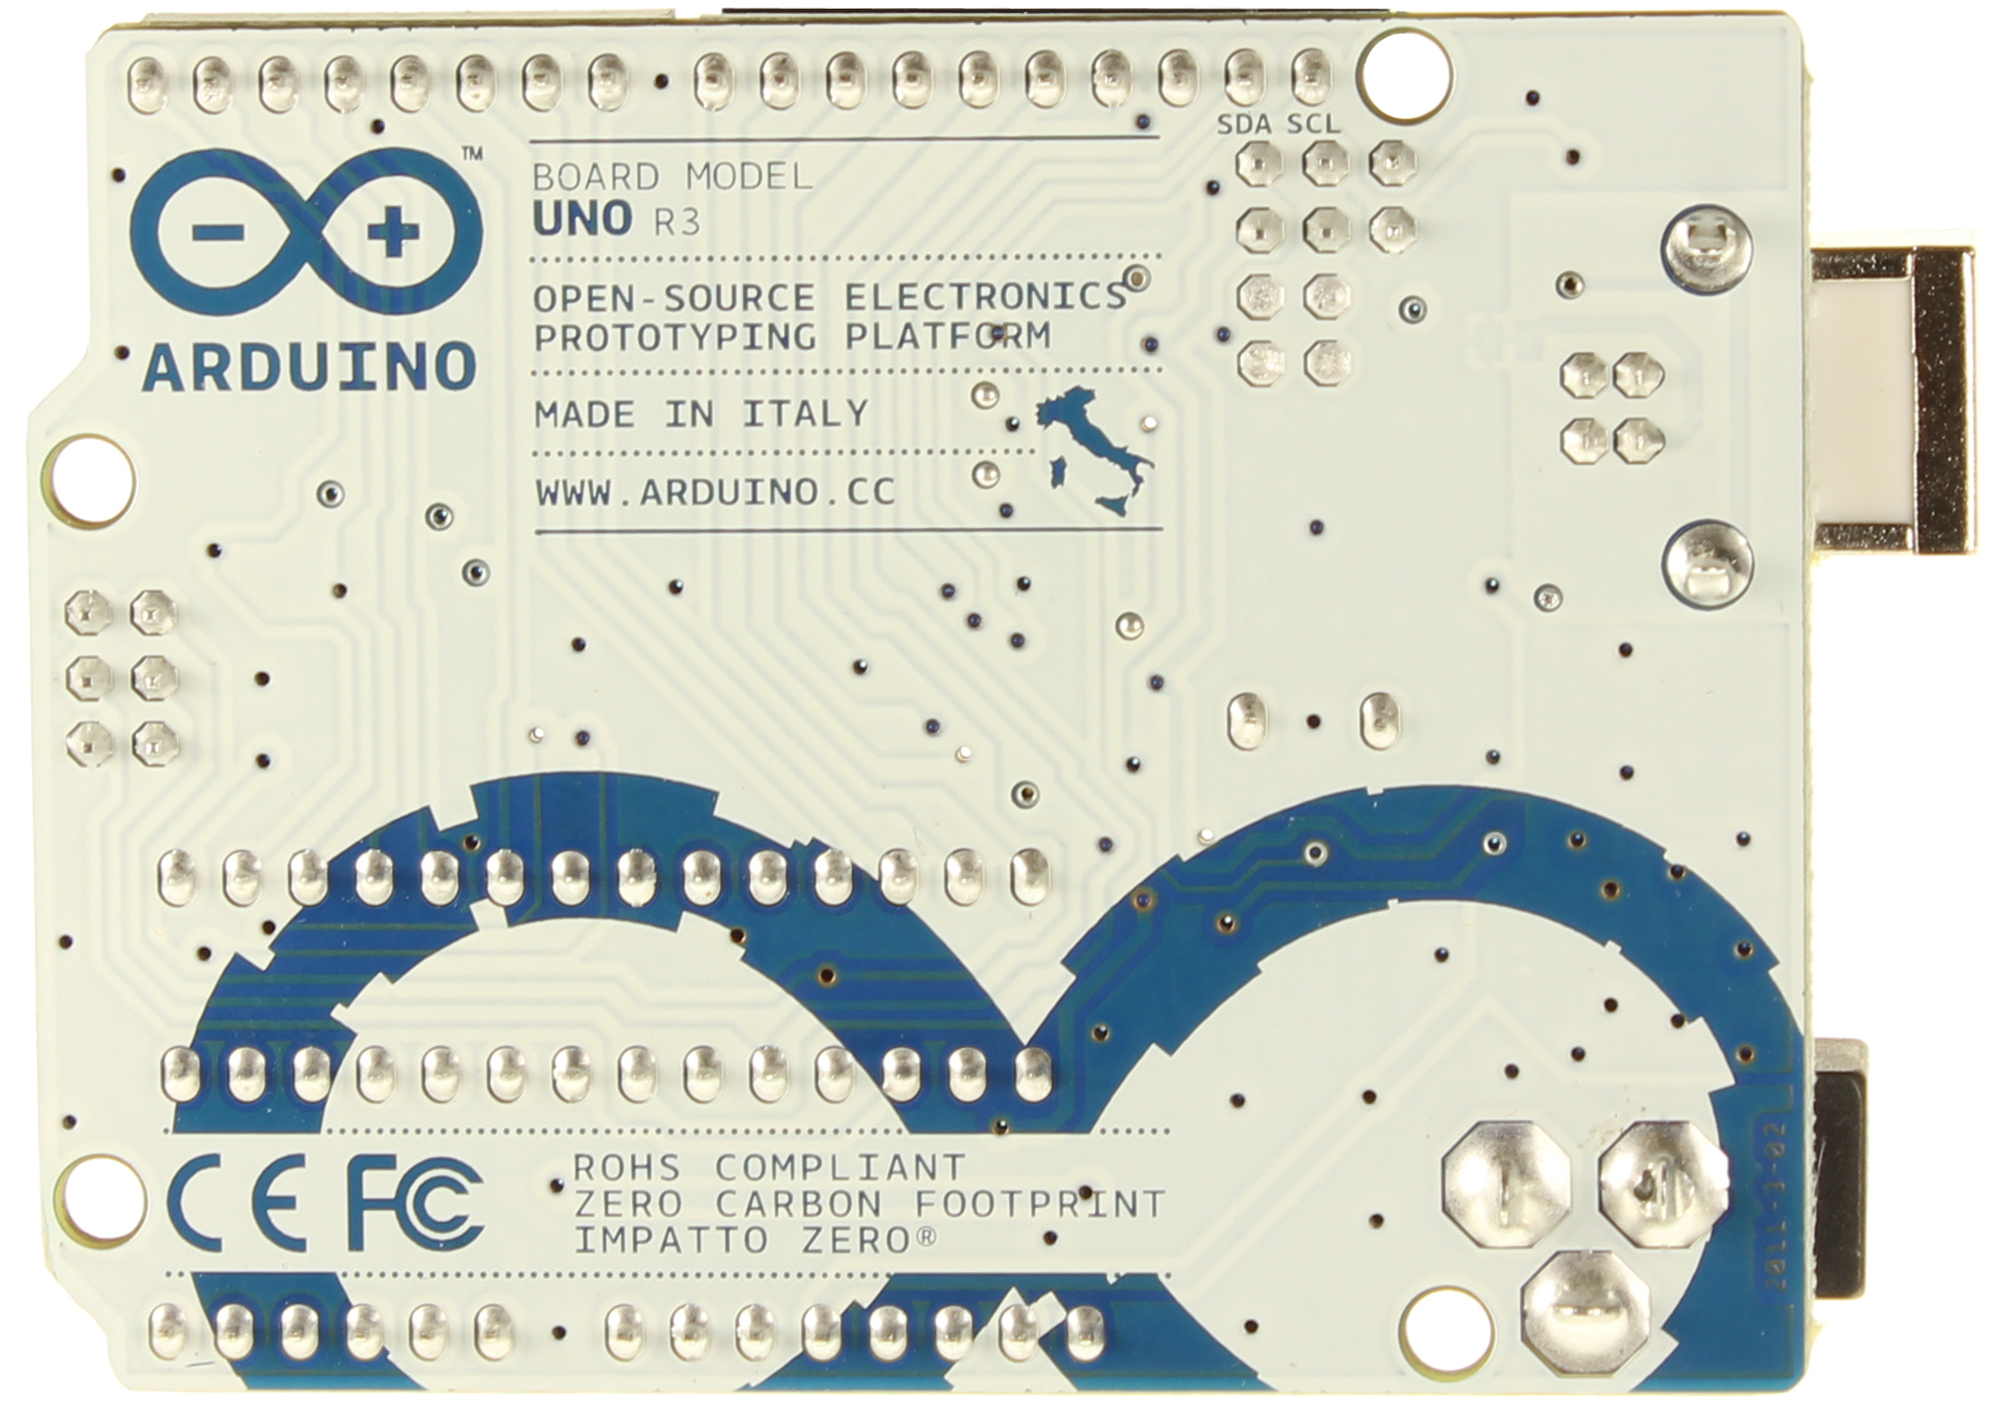 SDA SCL
™
BOARD MODEL
UNO R3
- +
OPEN-SOURCE ELECTRONICS
PROTOTYPING PLATFORM
ARDUINO
MADE IN ITALY
WWW.ARDUINO.CC
CE FC
ROHS COMPLIANT
ZERO CARBON FOOTPRINT
IMPATTO ZERO®
2011-1-02